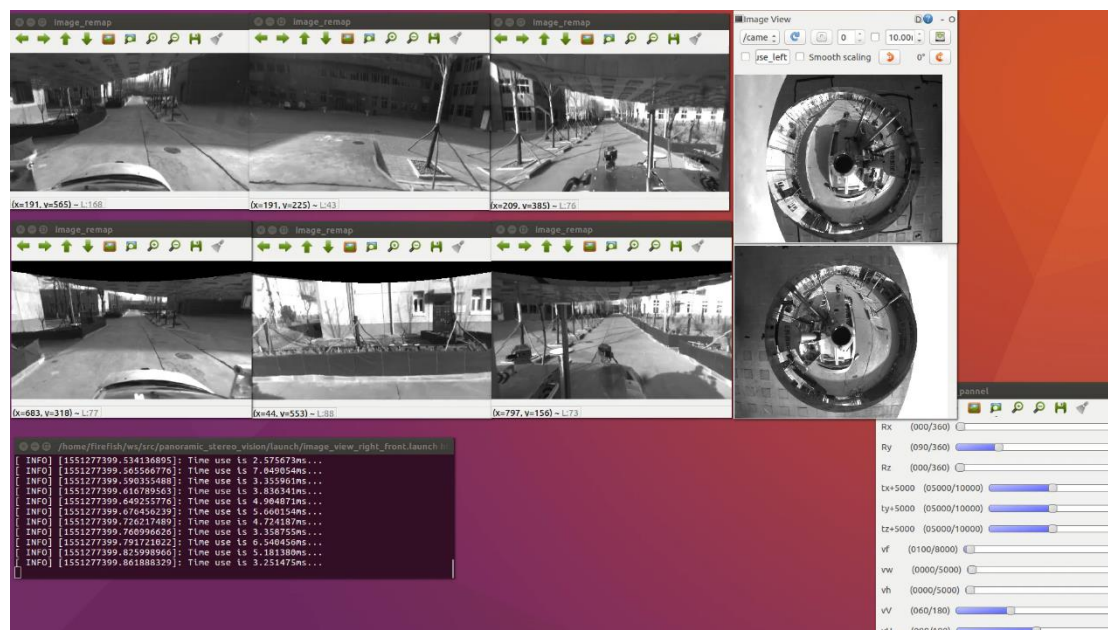 image_remap
image_remap
image_remap
Image View
/came
0
10.00
use_left
Smooth scaling
0°
(x=191, y=565) ~ L:168
(x=191, y=225) ~ L:43
(x=209, y=385) ~ L:76
image_remap
image_remap
image_remap
(x=683, y=318) ~ L:77
(x=44, y=553) ~ L:88
(x=797, y=156) ~ L:73
pannel
/home/firefish/ws/src/panoramic_stereo_vision/launch/image_view_right_front.launch
[ INFO] [1551277399.534136895]: Time use is 2.575673ms...
[ INFO] [1551277399.565566776]: Time use is 7.049054ms...
[ INFO] [1551277399.590355488]: Time use is 3.355961ms...
[ INFO] [1551277399.616789563]: Time use is 3.836341ms...
[ INFO] [1551277399.649255776]: Time use is 4.904871ms...
[ INFO] [1551277399.676456239]: Time use is 5.660154ms...
[ INFO] [1551277399.726217489]: Time use is 4.724187ms...
[ INFO] [1551277399.760996626]: Time use is 3.358755ms...
[ INFO] [1551277399.791721022]: Time use is 6.540456ms...
[ INFO] [1551277399.825998966]: Time use is 5.181380ms...
[ INFO] [1551277399.861888329]: Time use is 3.251475ms...
Rx (000/360)
Ry (090/360)
Rz (000/360)
tx+5000 (05000/10000)
ty+5000 (05000/10000)
tz+5000 (05000/10000)
vf (0100/8000)
vw (0000/5000)
vh (0000/5000)
vV (060/180)